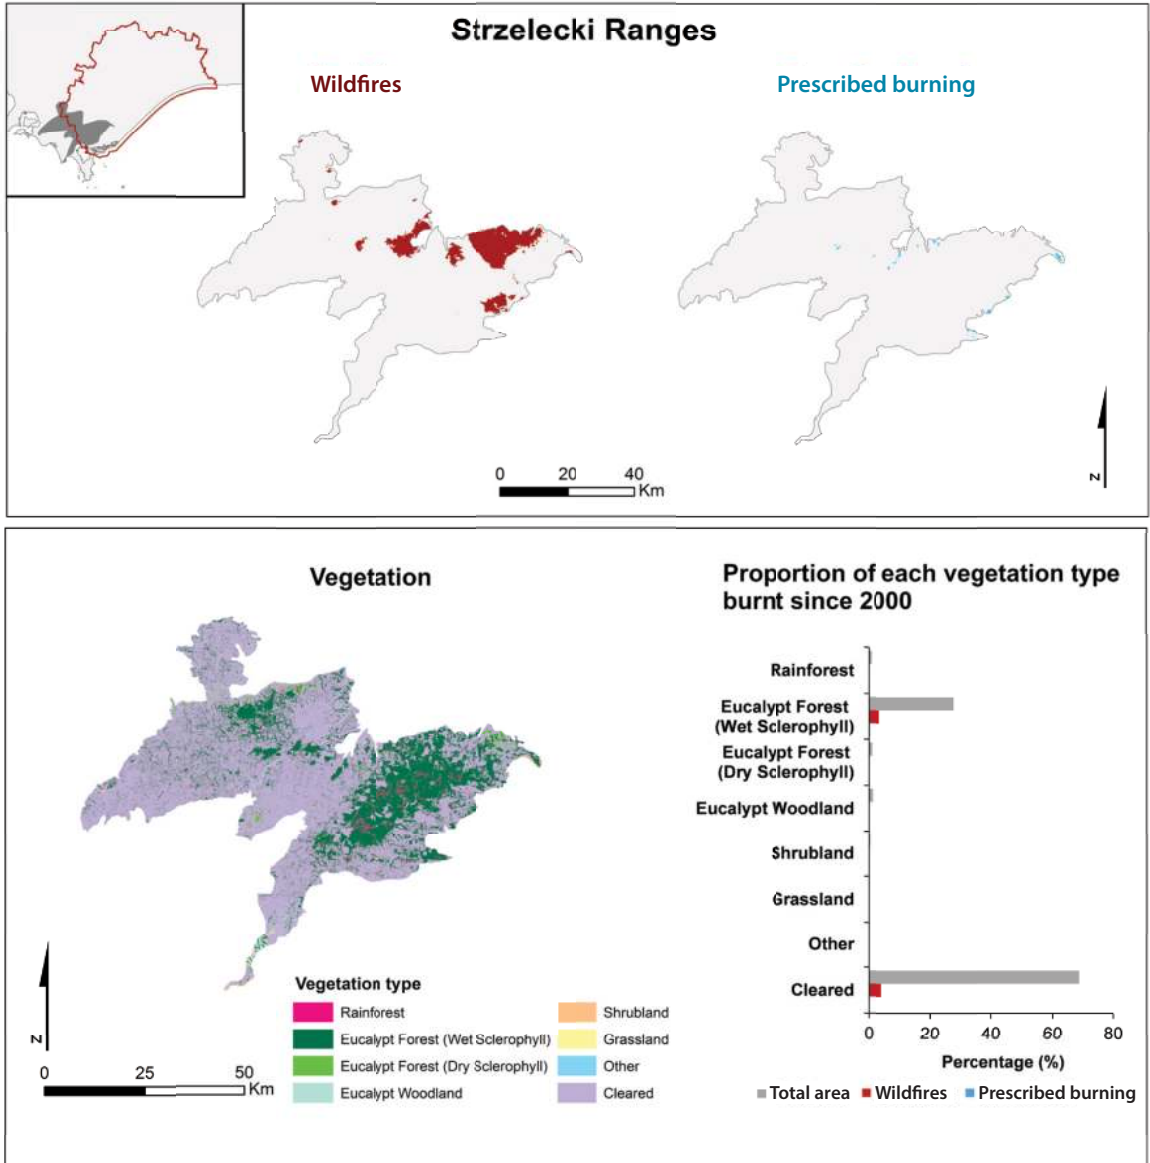 Strzelecki Ranges
Wildfires
Prescribed burning
0 20 40
Km
N
Vegetation
Proportion of each vegetation type
burnt since 2000
Rainforest
Eucalypt Forest
(Wet Sclerophyll)
Eucalypt Forest
(Dry Sclerophyll)
Eucalypt Woodland
Shrubland
Grassland
Other
Cleared
0 20 40 60 80
Percentage (%)
Total area Wildfires Prescribed burning
Vegetation type
Rainforest
Eucalypt Forest (Wet Sclerophyll)
Eucalypt Forest (Dry Sclerophyll)
Eucalypt Woodland
Shrubland
Grassland
Other
Cleared
N
0 25 50
Km